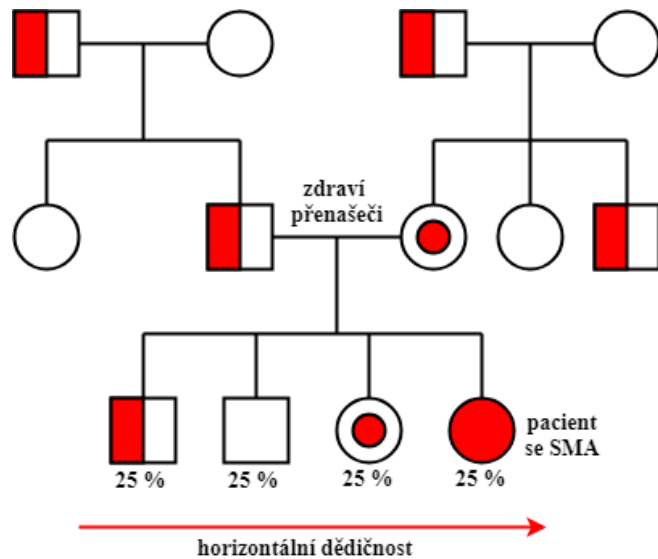 zdraví
přenašeči
pacient
se SMA
25 %
25 %
25 %
25 %
horizontální dědičnost